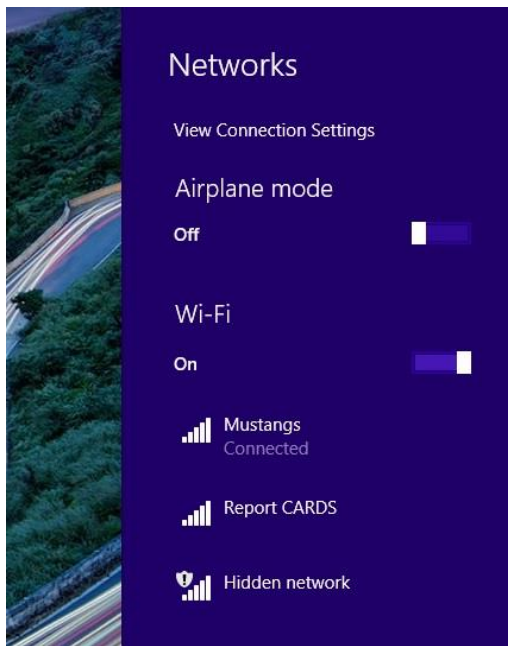 Networks
View Connection Settings
Airplane mode
Off
Wi-Fi
On
Mustangs
Connected
Report CARDS
Hidden network